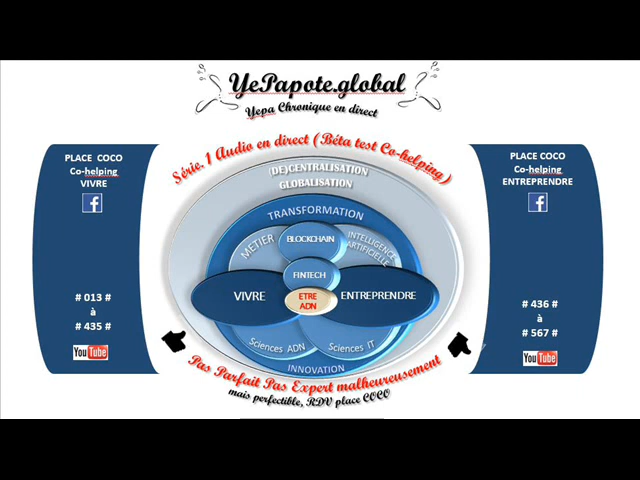 YePapote.global
Yepa Chronique en direct
Série, 1 Audio en direct (Béta test Co-helping)
PLACE COCO
Co-helping
VIVRE
# 013 #
à
# 435 #
YouTube
(DE)CENTRALISATION
GLOBALISATION
TRANSFORMATION
METIER
BLOCKCHAIN
INTELLIGENCE
ARTIFICIELLE
FINTECH
VIVRE
ETRE
ADN
ENTREPRENDRE
Sciences ADN
Sciences IT
INNOVATION
PLACE COCO
Co-helping
ENTREPRENDRE
# 436 #
à
# 567 #
YouTube
Pas Parfait Pas Expert malheureusement
mais perfectible, RDV place COCO